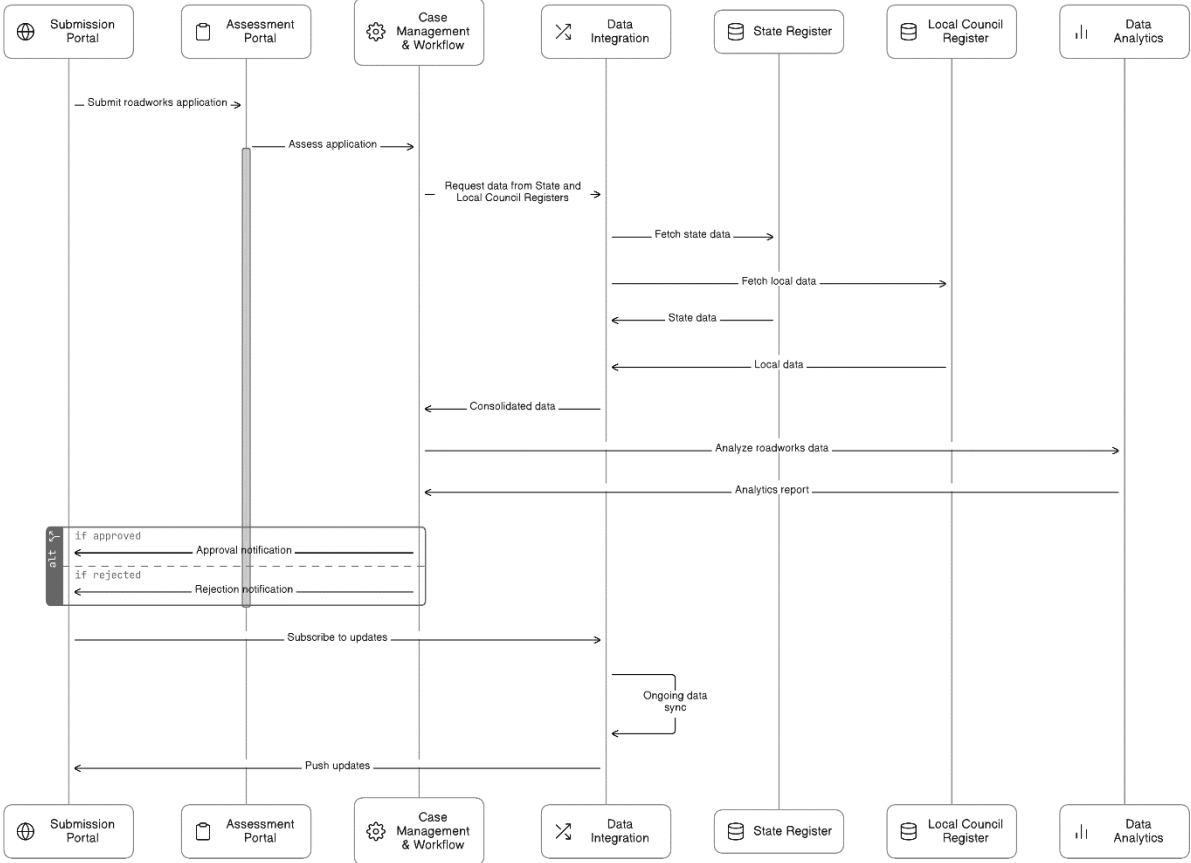 Submission
Portal
Assessment
Portal
Case
Management
& Workflow
Data
Integration
State Register
Local Council
Register
Data
Analytics
Submit roadworks application
Assess application
Request data from State and
Local Council Registers
Fetch state data
Fetch local data
State data
Local data
Consolidated data
Analyze roadworks data
Analytics report
alt
if approved
Approval notification
if rejected
Rejection notification
Subscribe to updates
Ongoing data
sync
Push updates
Submission
Portal
Assessment
Portal
Case
Management
& Workflow
Data
Integration
State Register
Local Council
Register
Data
Analytics